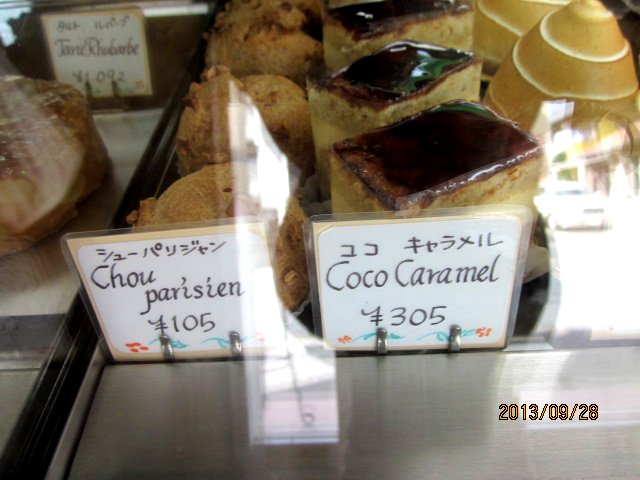 タルト リバーブ
Tarte Rhubarbe
¥1,092
シューパリジャン
Chou
parisien
¥105
ココ キャラメル
Coco Caramel
¥305
2013/09/28